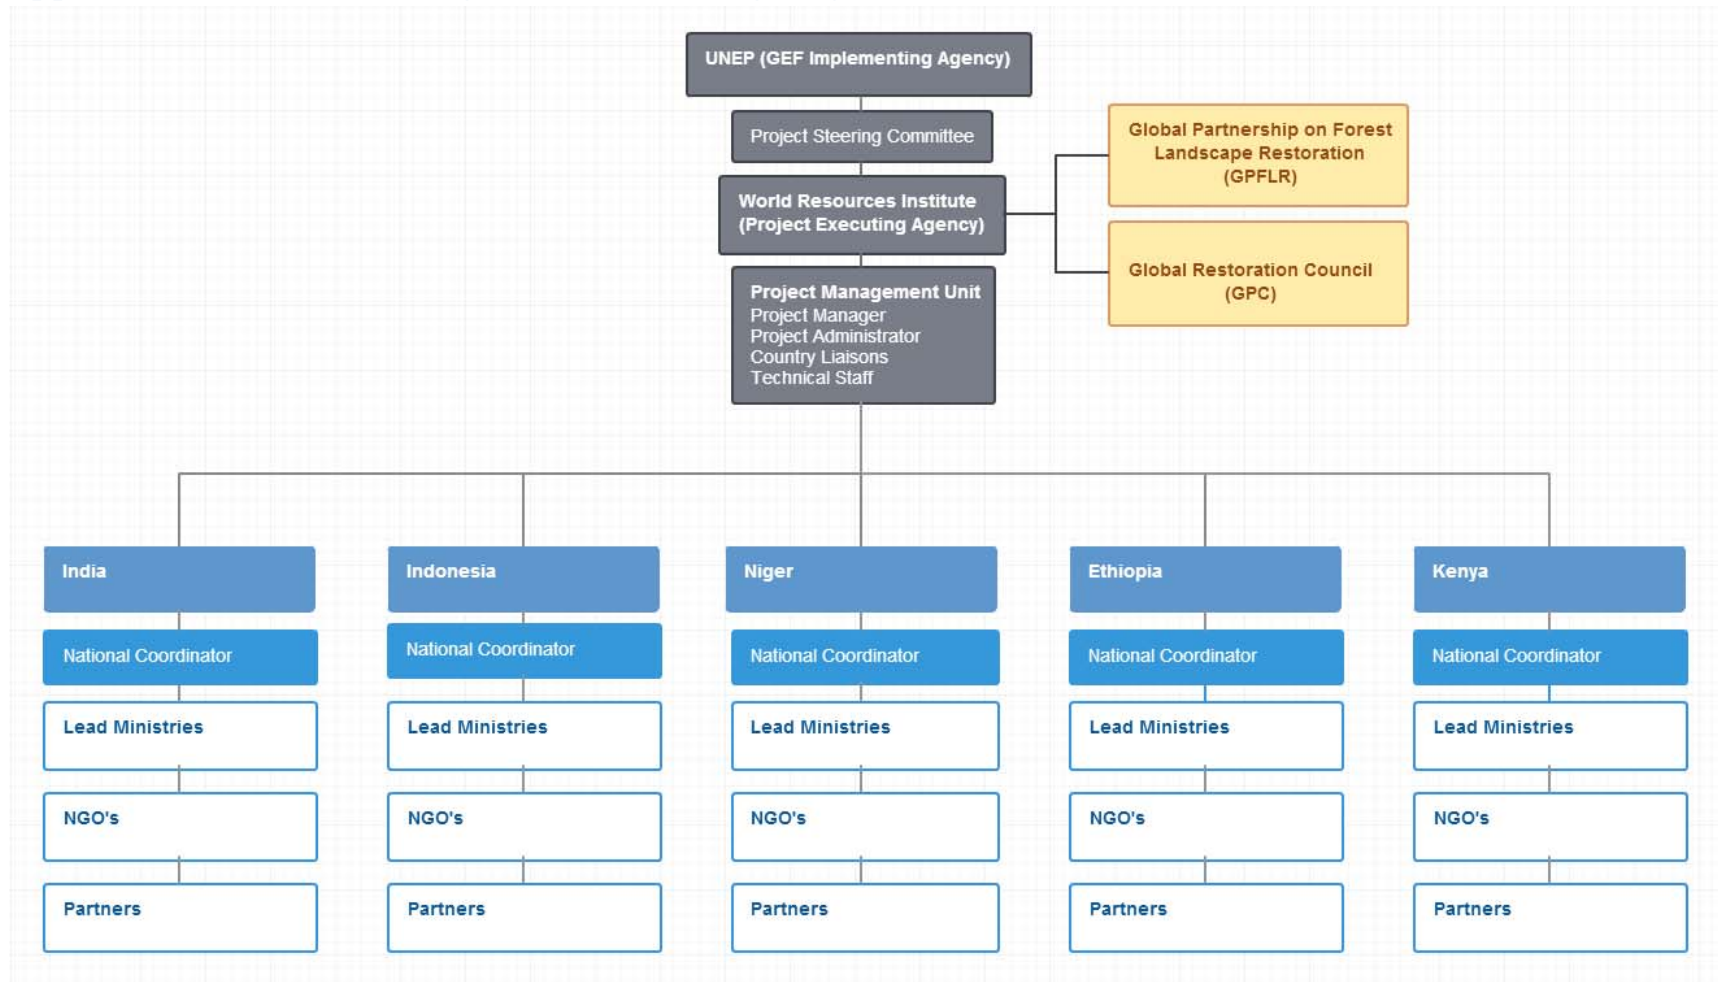 UNEP (GEF Implementing Agency)
Project Steering Committee
World Resources Institute
(Project Executing Agency)
Global Partnership on Forest
Landscape Restoration
(GPFLR)
Global Restoration Council
(GPC)
Project Management Unit
Project Manager
Project Administrator
Country Liaisons
Technical Staff
India
National Coordinator
Lead Ministries
NGO's
Partners
Indonesia
National Coordinator
Lead Ministries
NGO's
Partners
Niger
National Coordinator
Lead Ministries
NGO's
Partners
Ethiopia
National Coordinator
Lead Ministries
NGO's
Partners
Kenya
National Coordinator
Lead Ministries
NGO's
Partners